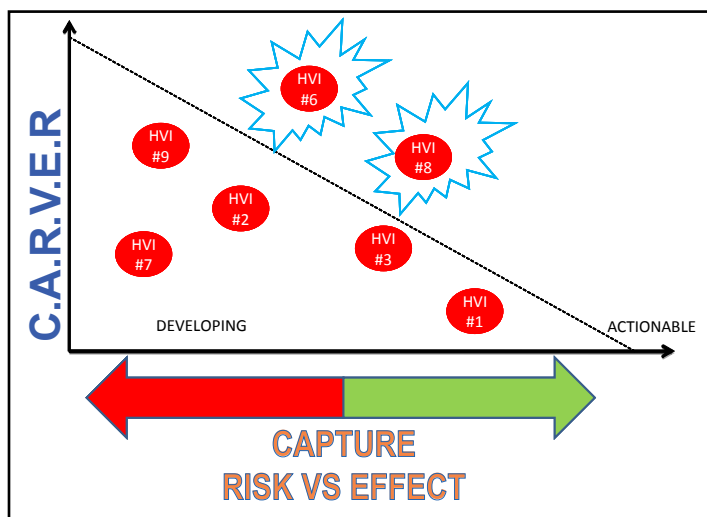 C.A.R.V.E.R
HVI
#6
HVI
#9
HVI
#8
HVI
#2
HVI
#7
HVI
#3
HVI
#1
DEVELOPING
ACTIONABLE
CAPTURE
RISK VS EFFECT